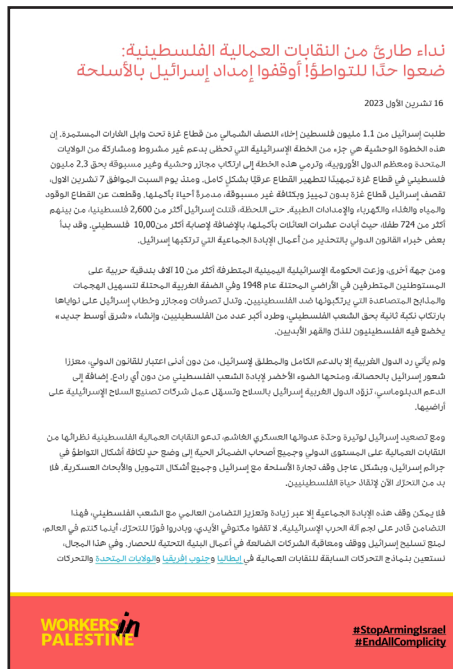 نداء طارئ من النقابات العمالية الفلسطينية:
ضعوا حدًا للتواطؤ! أوقفوا إمداد إسرائيل بالأسلحة
16 تشرين الأول 2023
طلبت إسرائيل من 1.1 مليون فلسطين إخلاء النصف الشمالي من قطاع غزة تحت وابل الغارات المستمرة. إن
هذه الخطوة الوحشية هي جزء من الخطة الإسرائيلية التي تحظى بدعم غير مشروط ومشاركة من الولايات
المتحدة ومعظم الدول الأوروبية، وترمي هذه الخطة إلى ارتكاب مجازر وحشية وغير مسبوقة بحق 2,3 مليون
فلسطيني في قطاع غزة تمهيدًا لتطهير القطاع عرقيًا بشكلٍ كامل. ومنذ يوم السبت الموافق 7 تشرين الاول،
تقصف إسرائيل قطاع غزة بدون تمييز وبكثافة غير مسبوقة، مدمرةً أحياءً بأكملها. وقطعت عن القطاع الوقود
والمياه والغذاء والكهرباء والإمدادات الطبية. حتى اللحظة، قتلت إسرائيل أكثر من 2,600 فلسطينيا، من بينهم
أكثر من 724 طفلا، حيث أبادت عشرات العائلات بأكملها، بالإضافة لإصابة أكثر من 10,00 فلسطيني. وقد بدأ
بعض خبراء القانون الدولي بالتحذير من أعمال الإبادة الجماعية التي ترتكبها إسرائيل.
ومن جهة أخرى، وزعت الحكومة الإسرائيلية اليمينية المتطرفة أكثر من 10 آلاف بندقية حربية على
المستوطنين المتطرفين في الأراضي المحتلة عام 1948 وفي الضفة الغربية المحتلة لتسهيل الهجمات
والمذابح المتصاعدة التي يرتكبونها ضد الفلسطينيين. وتدل تصرفات ومجازر وخطاب إسرائيل على نواياها
بارتكاب نكبة ثانية بحق الشعب الفلسطيني، وطرد أكبر عدد من الفلسطينيين، وإنشاء «شرق أوسط جديد»
يخضع فيه الفلسطينيون للذلّ والقهر الأبديين.
ولم يأتي رد الدول الغربية إلا بالدعم الكامل والمطلق لإسرائيل، من دون أدنى اعتبار للقانون الدولي، معززا
شعور إسرائيل بالحصانة، ومنحها الضوء الأخضر لإبادة الشعب الفلسطيني من دون أي رادع. إضافة إلى
الدعم الدبلوماسي، تزوّد الدول الغربية إسرائيل بالسلاح وتسهّل عمل شركات تصنيع السلاح الإسرائيلية على
أراضيها.
ومع تصعيد إسرائيل لوتيرة وحدّة عدوانها العسكري الغاشم، تدعو النقابات العمالية الفلسطينية نظرائها من
النقابات العمالية على المستوى الدولي وجميع أصحاب الضمائر الحية إلى وضع حدٍ لكافة أشكال التواطؤ في
جرائم إسرائيل، وبشكل عاجل وقف تجارة الأسلحة مع إسرائيل وجميع أشكال التمويل والأبحاث العسكرية. فلا
بد من التحرّك الآن لإنقاذ حياة الفلسطينيين.
فلا يمكن وقف هذه الإبادة الجماعية إلا عبر زيادة وتعزيز التضامن العالمي مع الشعب الفلسطيني، فهذا
التضامن قادر على لجم آلة الحرب الإسرائيلية. لا تقفوا مكتوفي الأيدي، وبادروا فورًا للتحرّك، أينما كنتم في العالم،
لمنع تسليح إسرائيل ووقف ومعاقبة الشركات الضالعة في أعمال البنية التحتية للحصار. وفي هذا المجال،
نستعين بنماذج التحركات السابقة للنقابات العمالية في إيطاليا وجنوب إفريقيا والولايات المتحدة والتحركات
WORKERS in
PALESTINE
#StopArmingIsrael
#EndAllComplicity